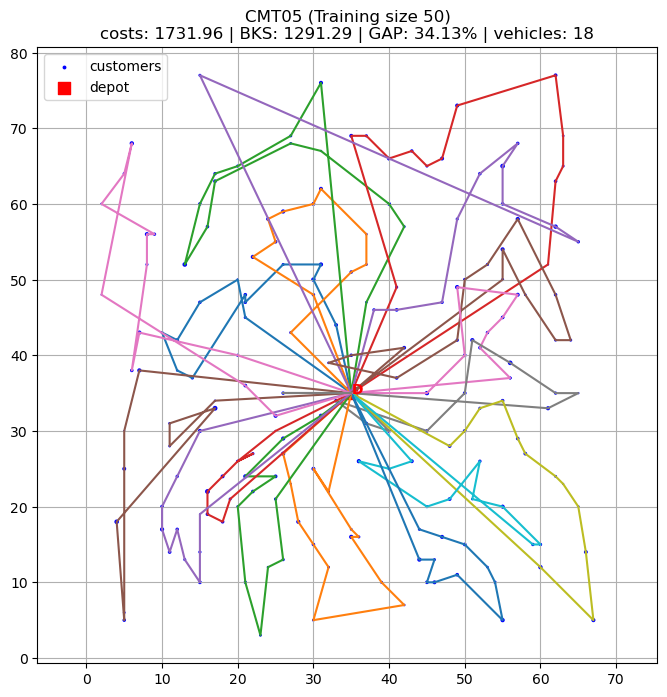 CMT05 (Training size 50)
costs: 1731.96 | BKS: 1291.29 | GAP: 34.13% | vehicles: 18
customers
depot
80
70
60
50
40
30
20
10
0
0 10 20 30 40 50 60 70